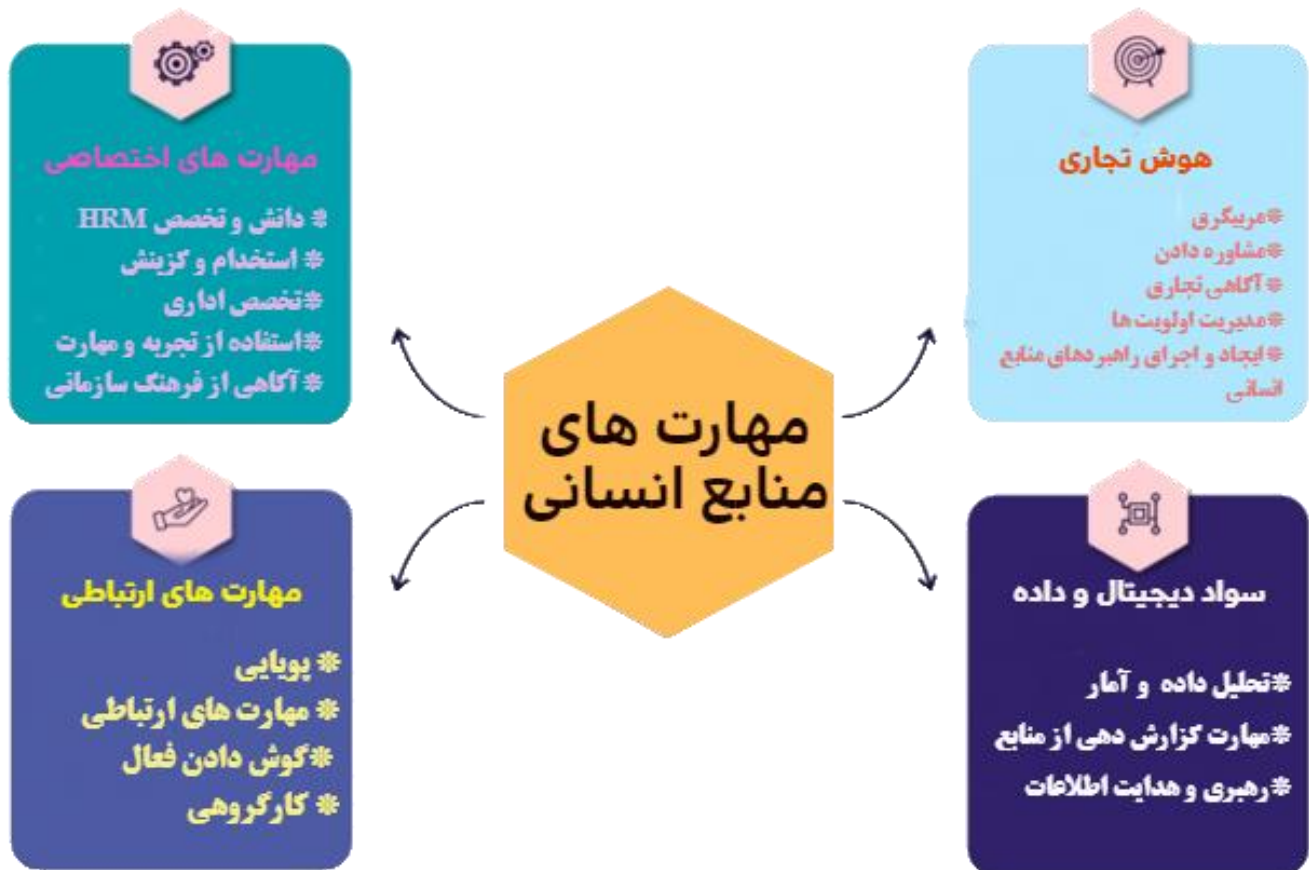 مهارت های
منابع انسانی
هوش تجاری
*مربیگری
*مشاوره دادن
*آگاهی تجاری
*مدیریت اولویت ها
*ایجاد و اجرای راهبردهای منابع
انسانی
مهارت های اختصاصی
* دانش و تخصص HRM
* استخدام و گزینش
*تخصص اداری
*استفاده از تجربه و مهارت
* آگاهی از فرهنگ سازمانی
سواد دیجیتال و داده
*تحلیل داده و آمار
*مهارت گزارش دهی از منابع
*رهبری و هدایت اطلاعات
مهارت های ارتباطی
* پویایی
* مهارت های ارتباطی
*گوش دادن فعال
* کارگروهی